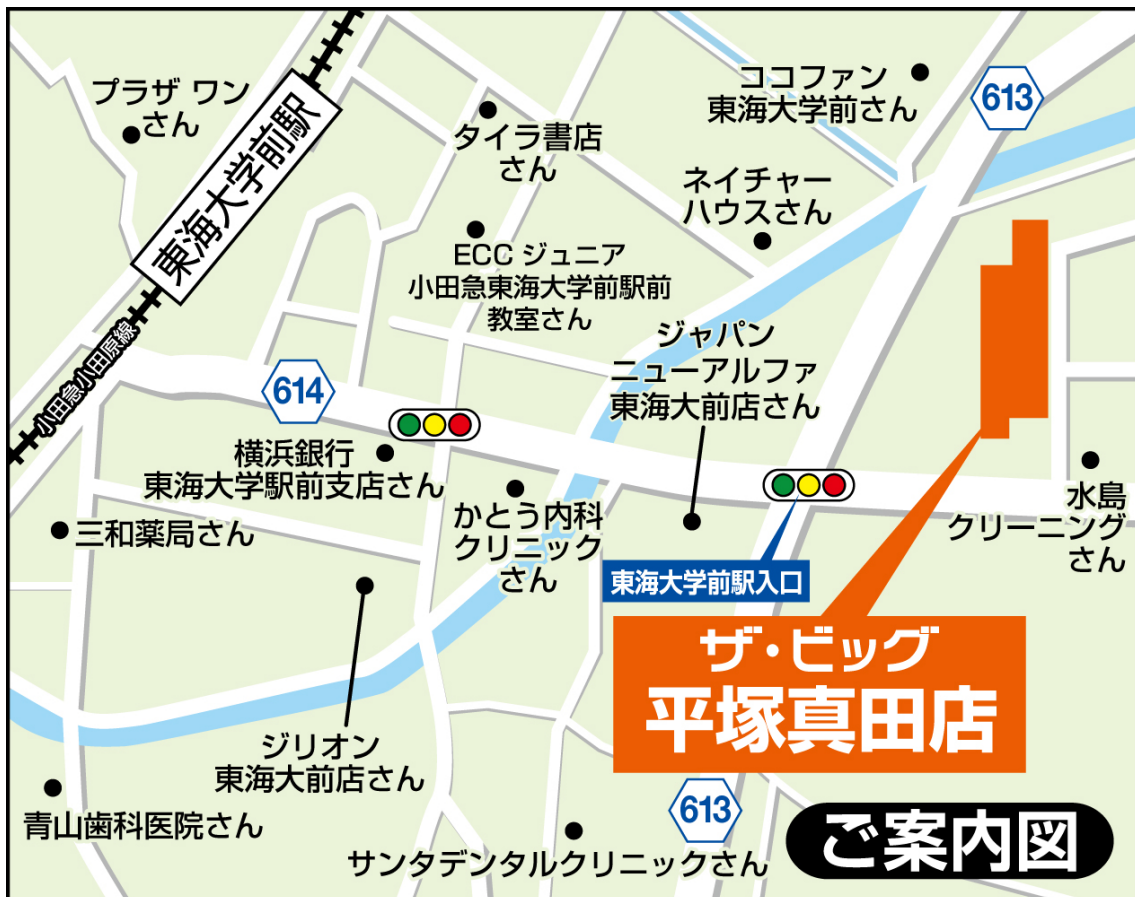 プラザ ワン
さん
東海大学前駅
小田急小田原線
タイラ書店
さん
ココファン
東海大学前さん
613
ネイチャー
ハウスさん
ECC ジュニア
小田急東海大学前駅前
教室さん
ジャパン
ニューアルファ
東海大前店さん
614
横浜銀行
東海大学駅前支店さん
かとう内科
クリニック
さん
三和薬局さん
水島
クリーニング
さん
東海大学前駅入口
ザ・ビッグ
平塚真田店
ジリオン
東海大前店さん
青山歯科医院さん
サンタデンタルクリニックさん
613
ご案内図